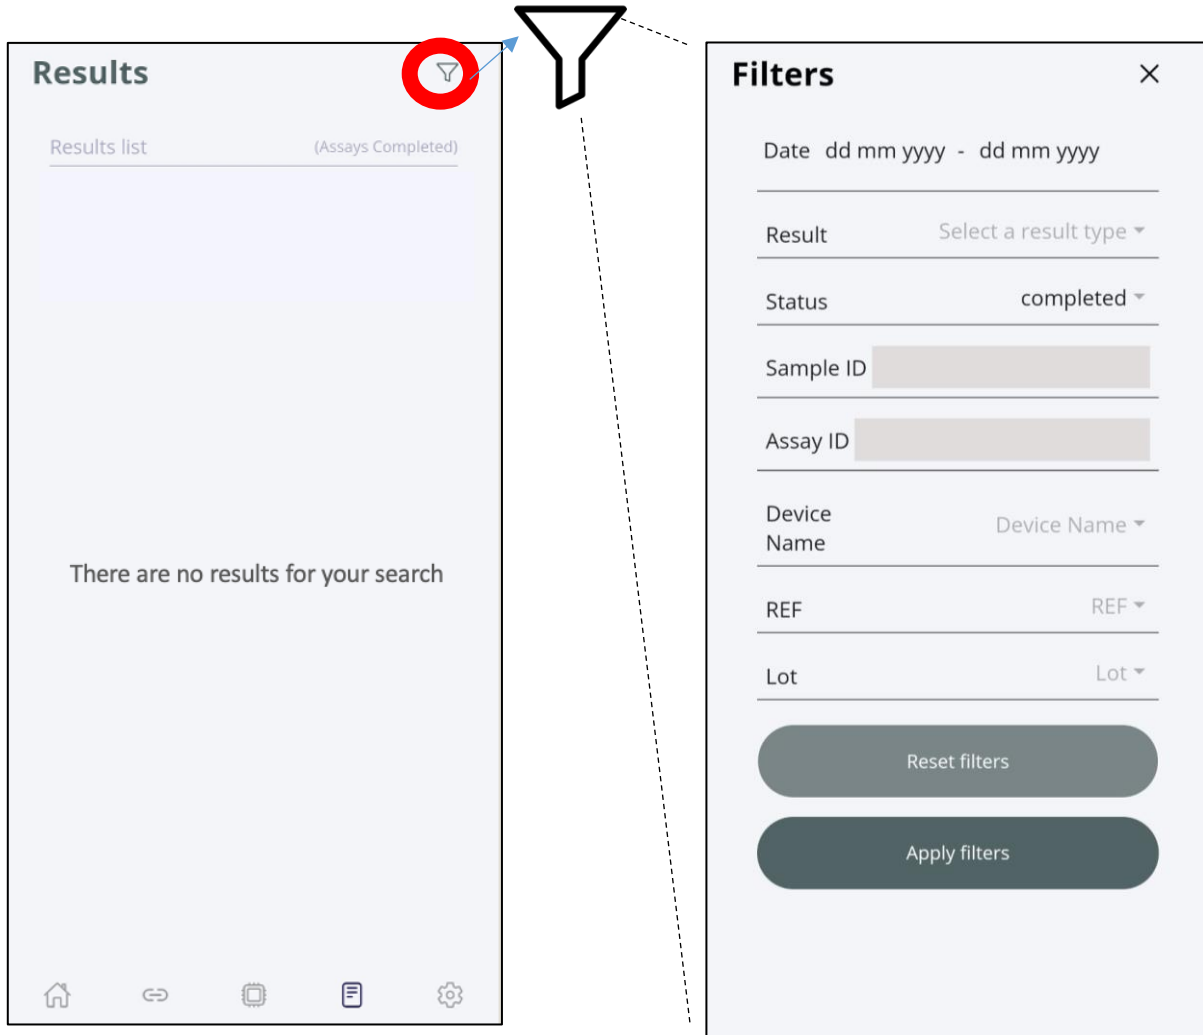 Results
Results list (Assays Completed)
There are no results for your search
Filters
Date dd mm yyyy - dd mm yyyy
Result Select a result type
Status completed
Sample ID
Assay ID
Device
Name
Device Name
REF REF
Lot Lot
Reset filters
Apply filters